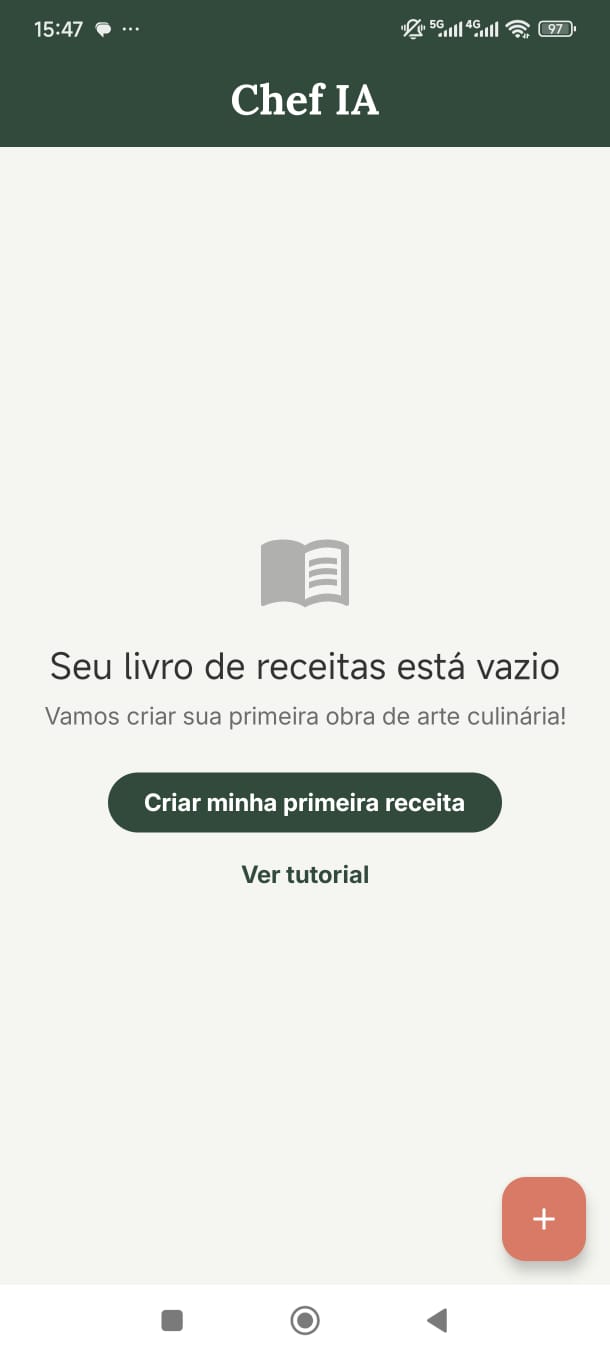 15:47
5G 4G 97
Chef IA
Seu livro de receitas está vazio
Vamos criar sua primeira obra de arte culinária!
Criar minha primeira receita
Ver tutorial